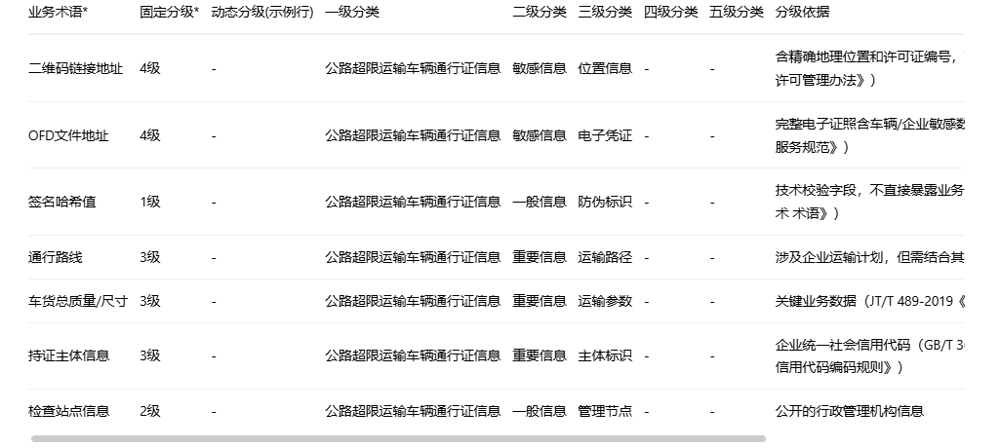 业务术语* 固定分级* 动态分级(示例行) 一级分类 二级分类 三级分类 四级分类 五级分类 分级依据
含精确地理位置和许可证编号，
二维码链接地址 4级 - 公路超限运输车辆通行证信息 敏感信息 位置信息 - -
许可管理办法》）
完整电子证照含车辆/企业敏感数
OFD文件地址 4级 - 公路超限运输车辆通行证信息 敏感信息 电子凭证 - -
服务规范》）
技术校验字段，不直接暴露业务
签名哈希值 1级 - 公路超限运输车辆通行证信息 一般信息 防伪标识 - -
术 术语》）
通行路线 3级 - 公路超限运输车辆通行证信息 重要信息 运输路径 - - 涉及企业运输计划，但需结合其
车货总质量/尺寸 3级 - 公路超限运输车辆通行证信息 重要信息 运输参数 - - 关键业务数据（JT/T 489-2019《
企业统一社会信用代码（GB/T 3
持证主体信息 3级 - 公路超限运输车辆通行证信息 重要信息 主体标识 - -
信用代码编码规则》）
检查站点信息 2级 - 公路超限运输车辆通行证信息 一般信息 管理节点 - - 公开的行政管理机构信息